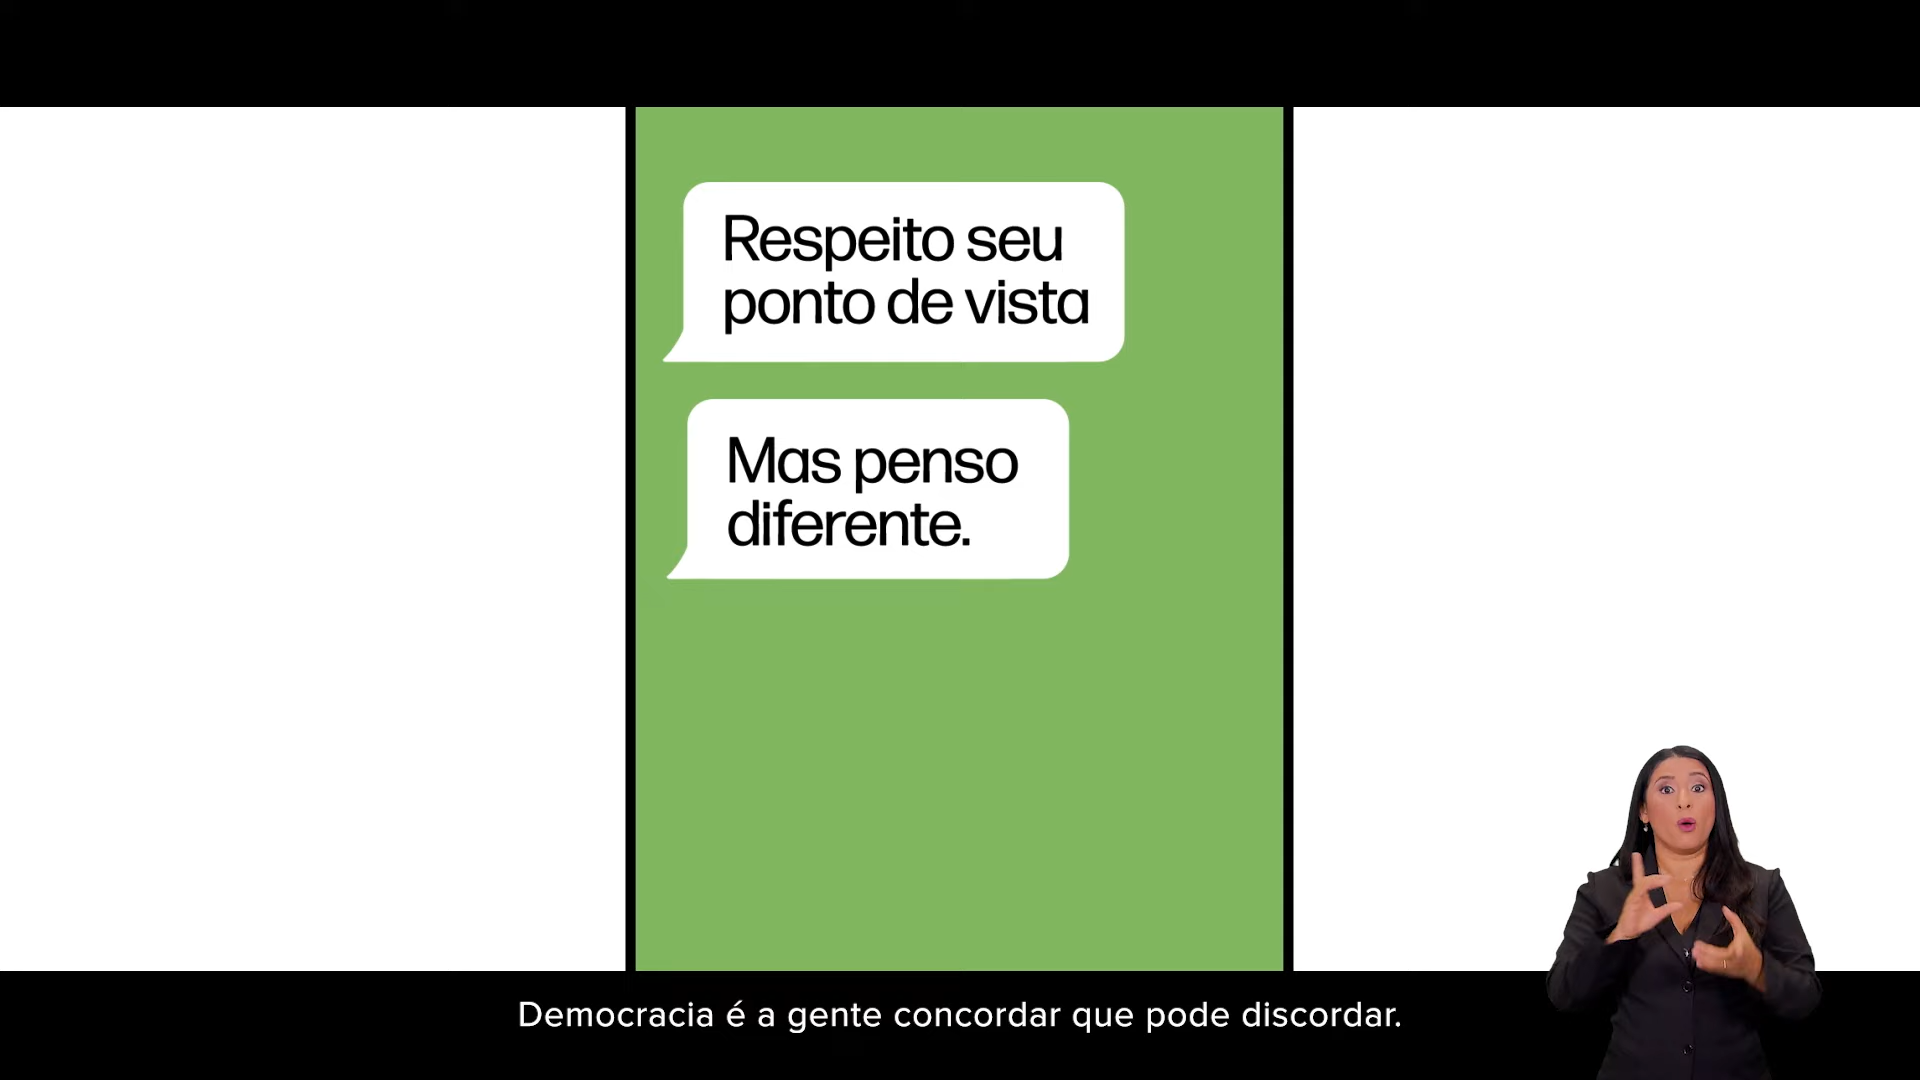 Respeito seu
ponto de vista
Mas penso
diferente.
Democracia é a gente concordar que pode discordar.